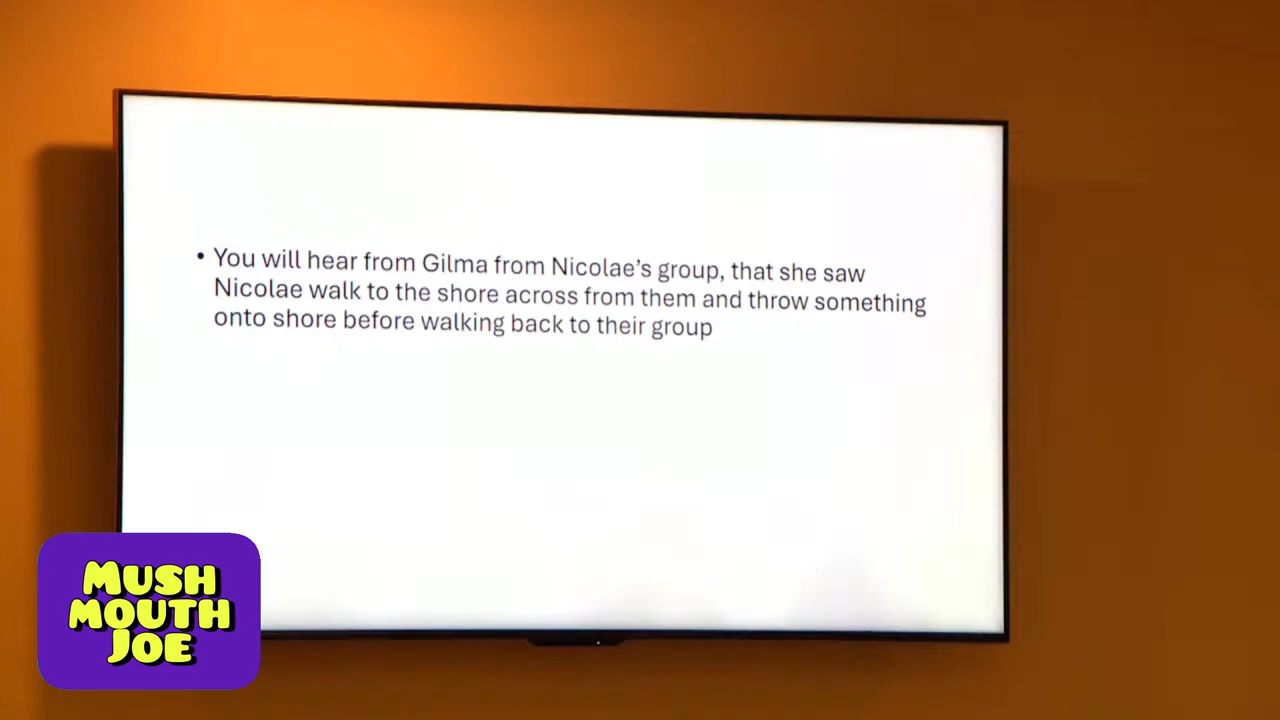 • You will hear from Gilma from Nicolae's group, that she saw
Nicolae walk to the shore across from them and throw something
onto shore before walking back to their group
MUSH
MOUTH
JOE